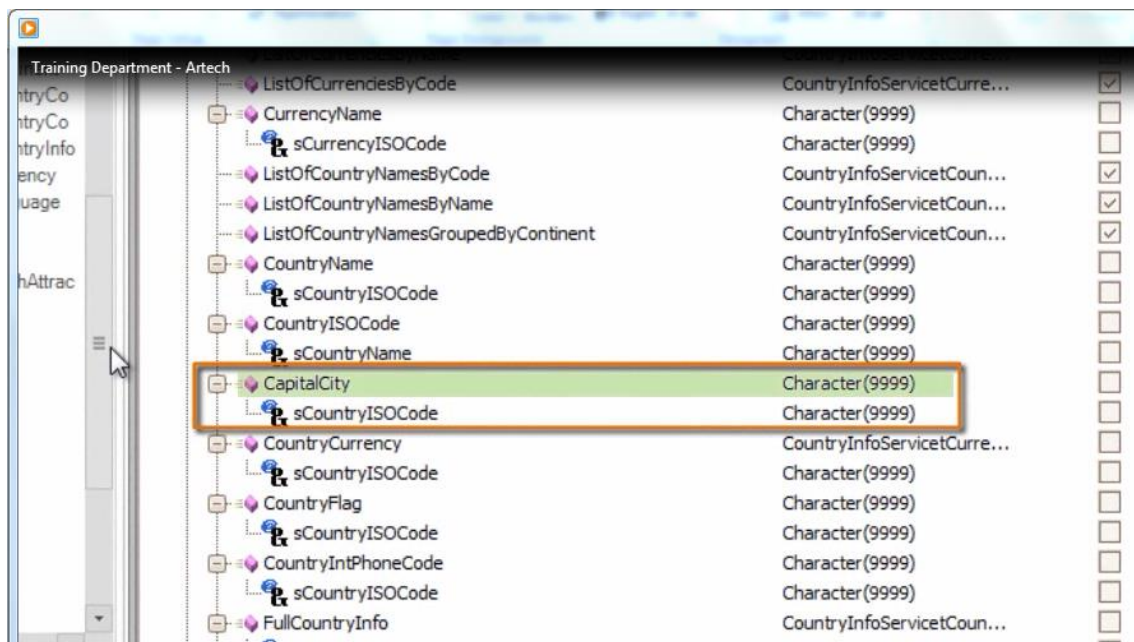 Training Department - Artech
ListOfCurrenciesByCode CountryInfoServicetCurre...
ntryCo
CurrencyName Character(9999)
ntryCo
sCurrencyISOCode Character(9999)
ntryInfo
ency
ListOfCountryNamesByCode CountryInfoServicetCoun...
uage
ListOfCountryNamesByName CountryInfoServicetCoun...
ListOfCountryNamesGroupedByContinent CountryInfoServicetCoun...
CountryName Character(9999)
hAttrac
sCountryISOCode Character(9999)
CountryISOCode Character(9999)
sCountryName Character(9999)
CapitalCity Character(9999)
sCountryISOCode Character(9999)
CountryCurrency CountryInfoServicetCurre...
sCountryISOCode Character(9999)
CountryFlag Character(9999)
sCountryISOCode Character(9999)
CountryIntPhoneCode Character(9999)
sCountryISOCode Character(9999)
FullCountryInfo CountryInfoServicetCoun...